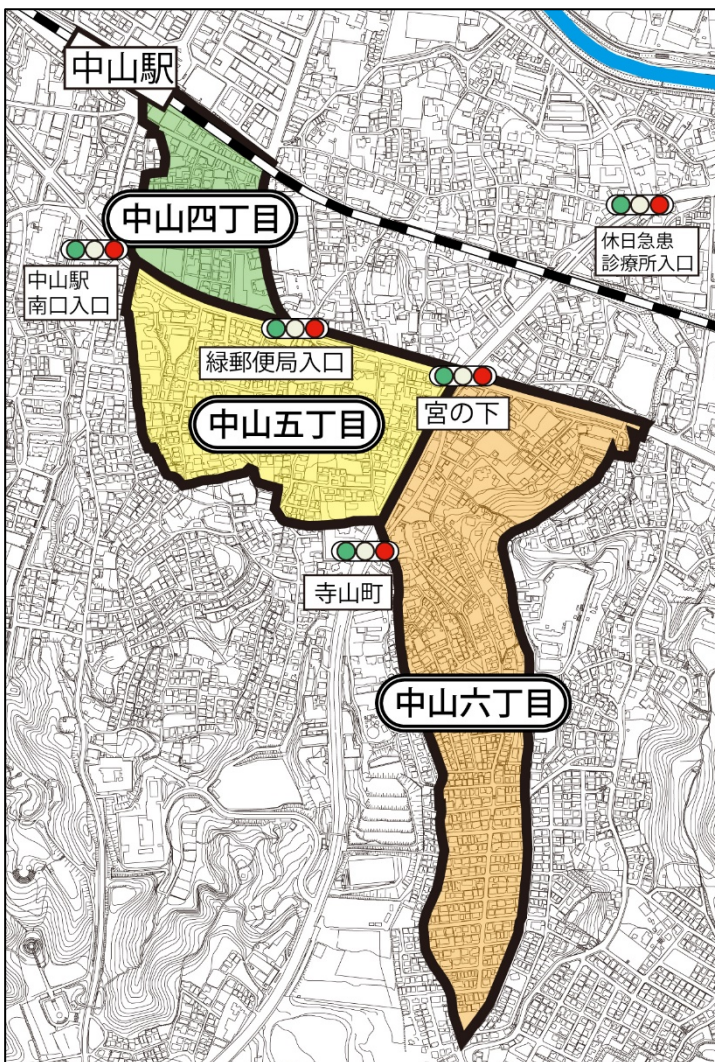 中山駅
中山四丁目
休日急患
診療所入口
中山駅
南口入口
緑郵便局入口
宮の下
中山五丁目
寺山町
中山六丁目